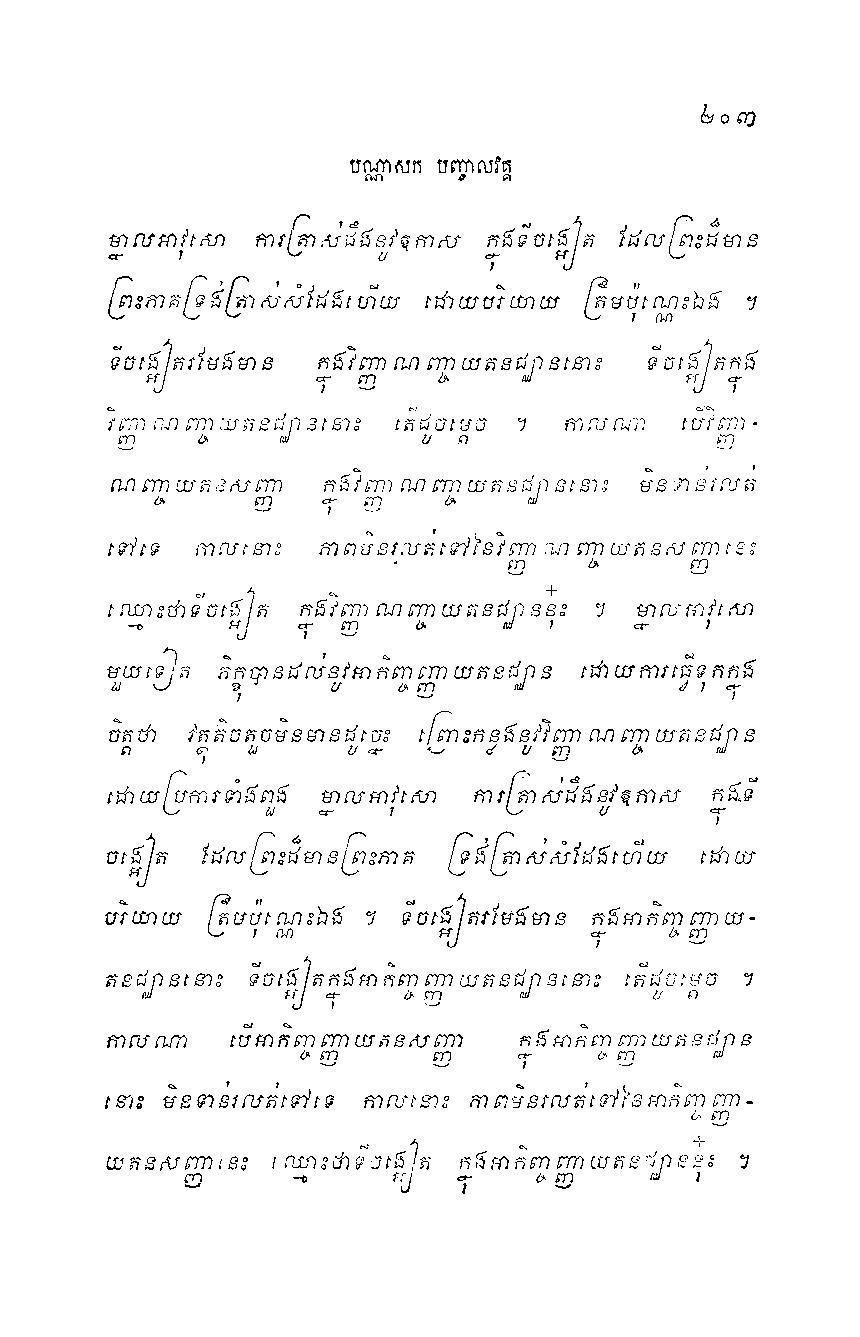 ២០៣
បណ្ណាសក បញ្ចាលវគ្គ
ម្នាលអាវុសោ ការត្រាស់ដឹងនូវឱកាស ក្នុងទីចង្អៀត ដែលព្រះដ៏មាន
ព្រះភាគទ្រង់ត្រាស់សំដែងហើយ ដោយបរិយាយ ត្រឹមប៉ុណ្ណេះឯង ។
ទីចង្អៀតរមែងមាន ក្នុងវិញ្ញាណញ្ចាយតនជ្ឈាននោះ ទីចង្អៀតក្នុង
វិញ្ញាណញ្ចាយតនជ្ឈាននោះ តើដូចម្តេច ។ កាលណា បើវិញ្ញា-
ណញ្ចាយតនសញ្ញា ក្នុងវិញ្ញាណញ្ចាយតនជ្ឈាននោះ មិនទាន់រលត់
ទៅទេ កាលនោះ ភាពមិនរលត់ទៅនៃវិញ្ញាណញ្ចាយតនសញ្ញានេះ
ឈ្មោះថាទីចង្អៀត ក្នុងវិញ្ញាណញ្ចាយតនជ្ឈាននុ៎ះ ។ ម្នាលអាវុសោ
មួយទៀត ភិក្ខុបានដល់នូវអាកិញ្ចញ្ញាយតនជ្ឈាន ដោយការធ្វើទុកក្នុង
ចិត្តថា វត្ថុតិចតួចមិនមានដូច្នេះ ព្រោះកន្លងនូវវិញ្ញាណញ្ចាយតនជ្ឈាន
ដោយប្រការទាំងពួង ម្នាលអាវុសោ ការត្រាស់ដឹងនូវឱកាស ក្នុងទី
ចង្អៀត ដែលព្រះដ៏មានព្រះភាគ ទ្រង់ត្រាស់សំដែងហើយ ដោយ
បរិយាយ ត្រឹមប៉ុណ្ណេះឯង ។ ទីចង្អៀតរមែងមាន ក្នុងអាកិញ្ចញ្ញាយ-
តនជ្ឈាននោះ ទីចង្អៀតក្នុងអាកិញ្ចញ្ញាយតនជ្ឈាននោះ តើដូចម្តេច ។
កាលណា បើអាកិញ្ចញ្ញាយតនសញ្ញា ក្នុងអាកិញ្ចញ្ញាយតនជ្ឈាន
នោះ មិនទាន់រលត់ទៅទេ កាលនោះ ភាពមិនរលត់ទៅនៃអាកិញ្ចញ្ញា-
យតនសញ្ញានេះ ឈ្មោះថាទីចង្អៀត ក្នុងអាកិញ្ចញ្ញាយតនជ្ឈាននុ៎ះ ។